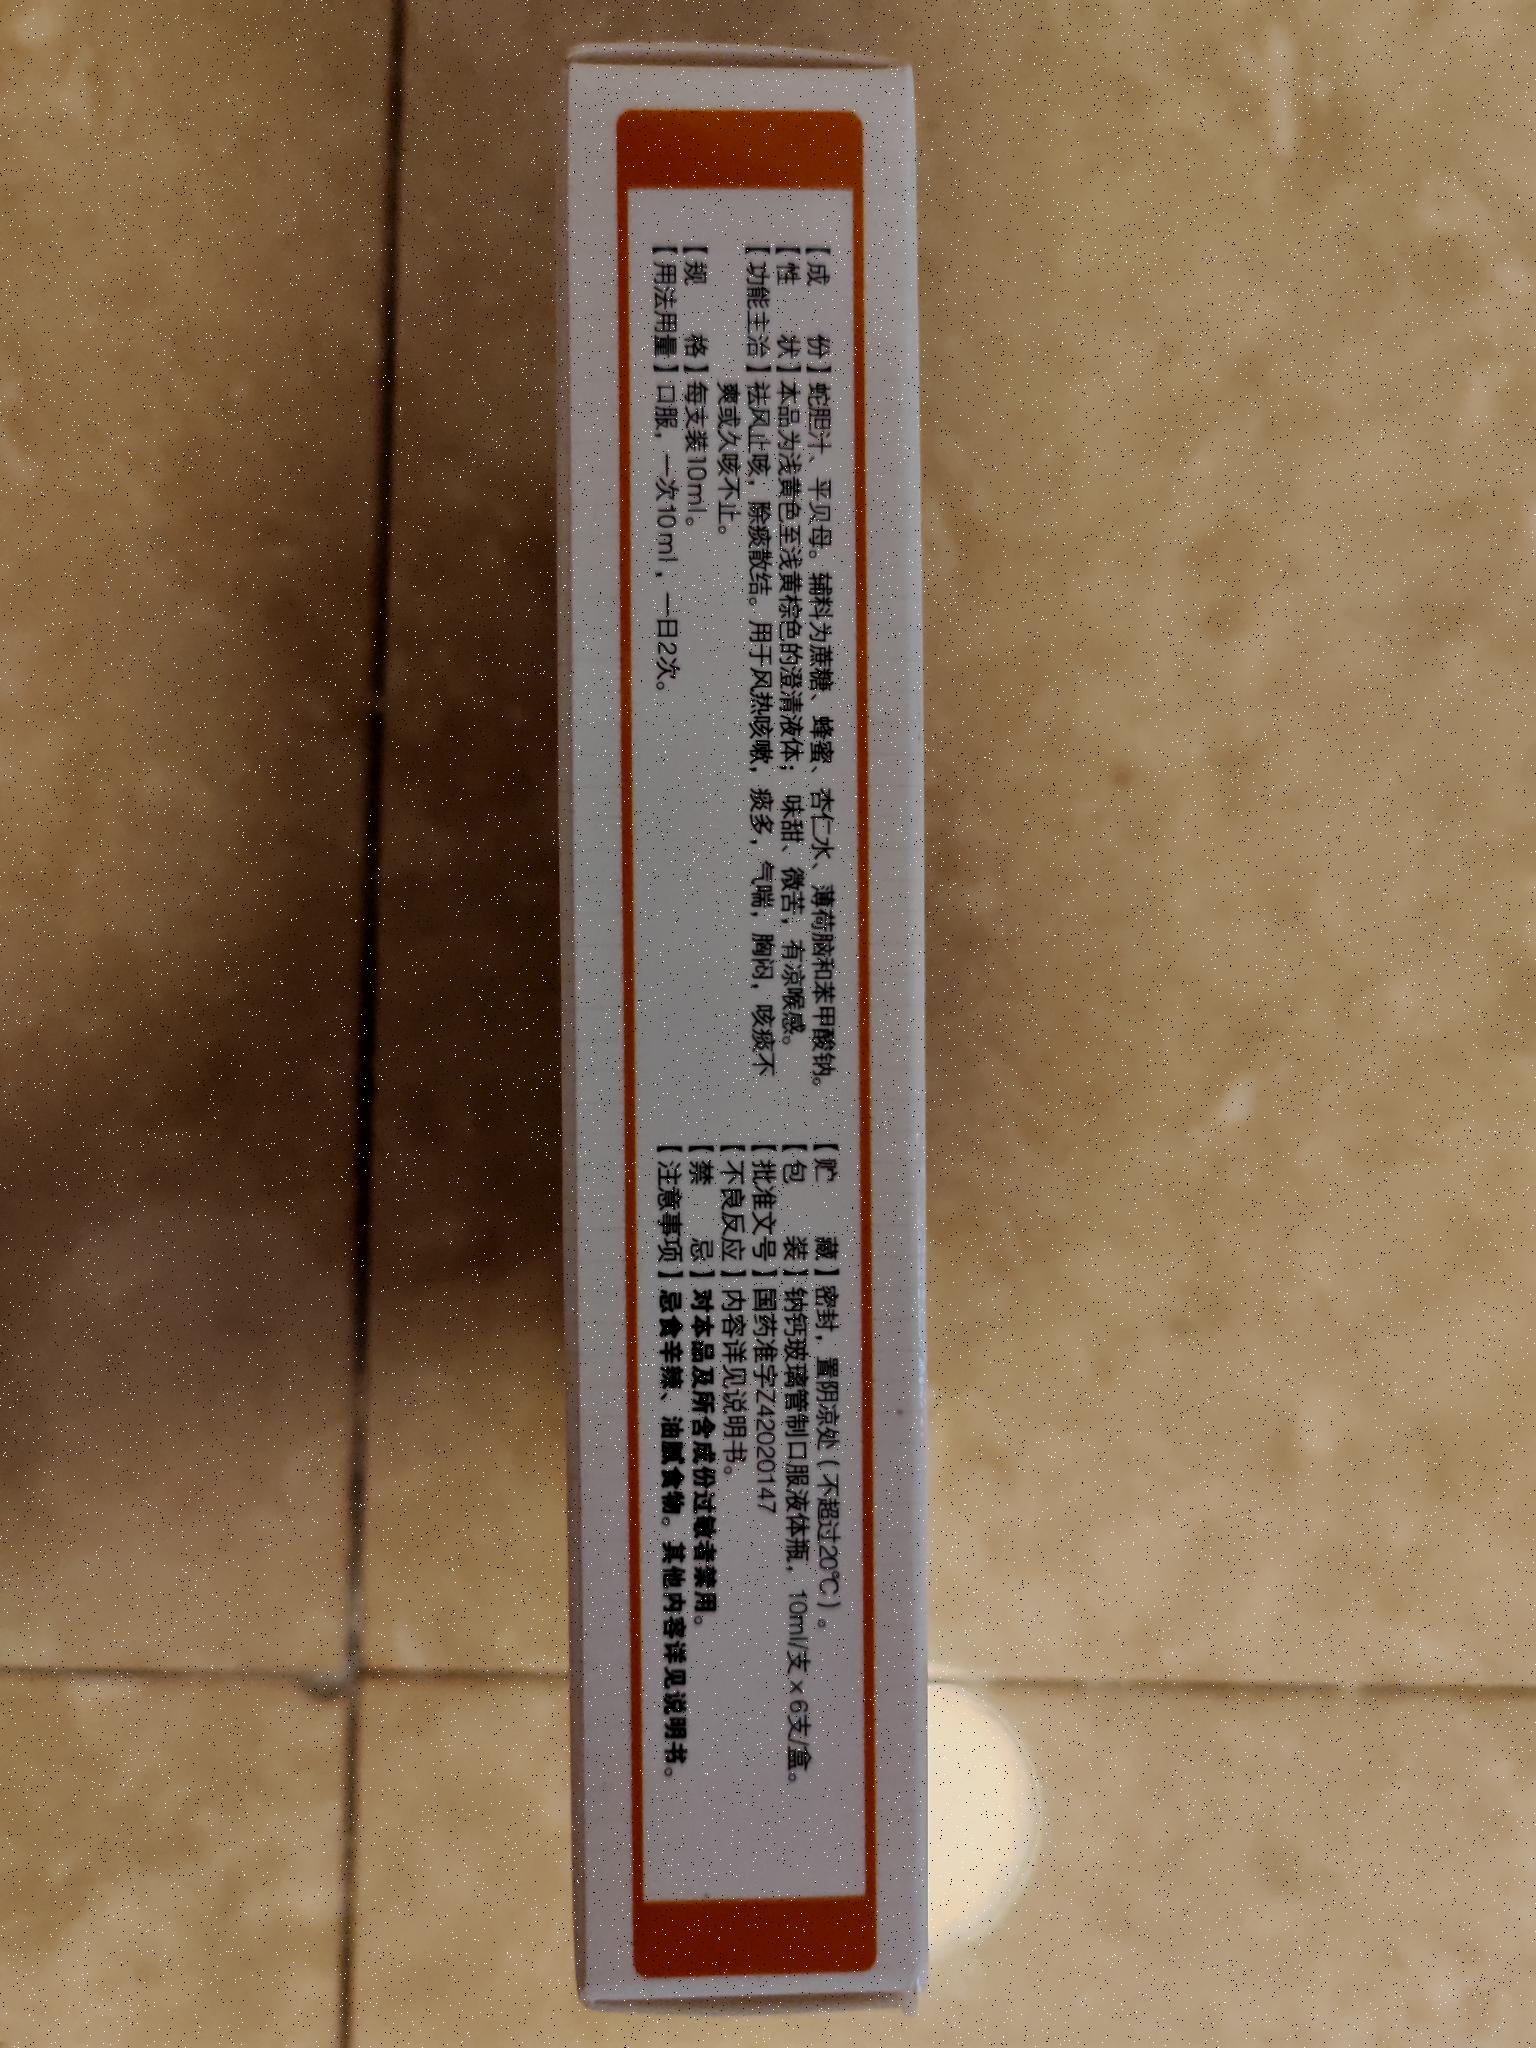 【成　　份】蛇胆汁、平贝母。辅料为蔗糖、蜂蜜、杏仁水、薄荷脑和苯甲酸钠。
【性　　状】本品为浅黄色至浅黄棕色的澄清液体；味甜、微苦，有凉喉感。
【功能主治】祛风止咳，除痰散结。用于风热咳嗽，痰多，气喘，胸闷，咳痰不
爽或久咳不止。
【规　　格】每支装10ml。
【用法用量】口服，一次10ml，一日2次。
【贮　　藏】密封，置阴凉处（不超过20℃）。
【包　　装】钠钙玻璃管制口服液体瓶，10ml/支×6支/盒。
【批准文号】国药准字Z42020147
【不良反应】内容详见说明书。
【禁　　忌】对本品及所含成份过敏者禁用。
【注意事项】忌食辛辣、油腻食物。其他内容详见说明书。